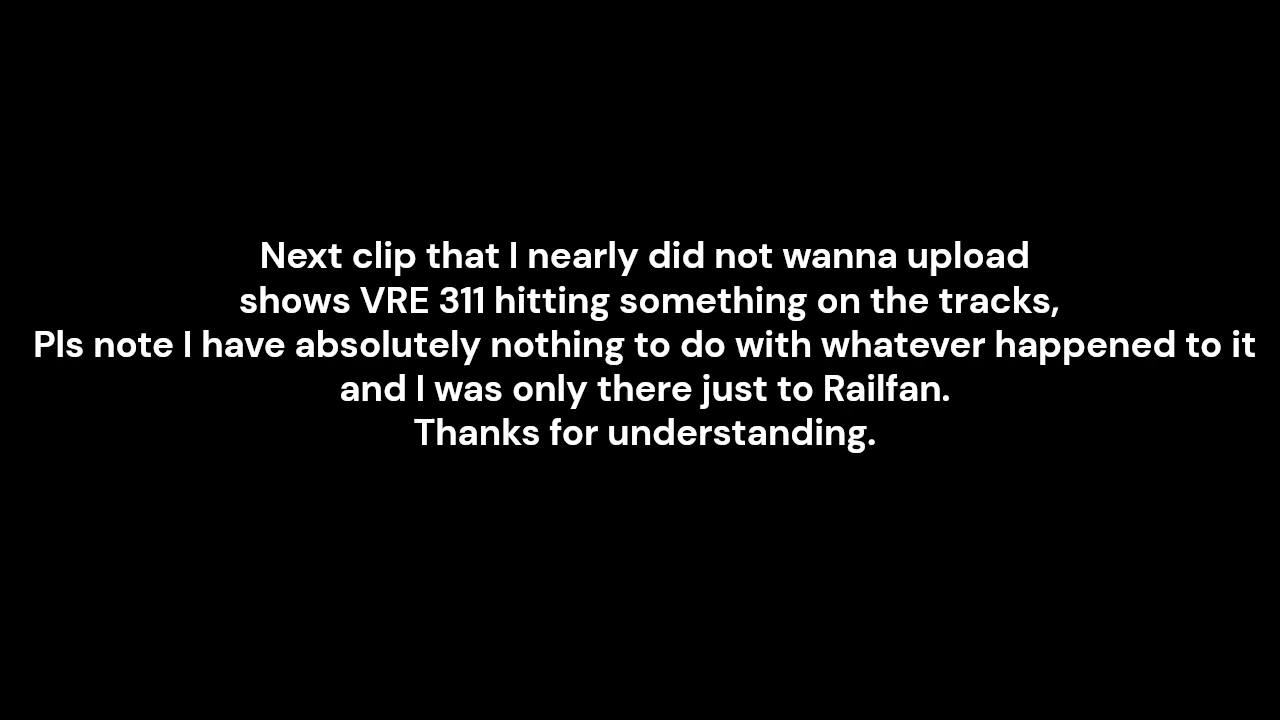 Next clip that I nearly did not wanna upload
shows VRE 311 hitting something on the tracks,
Pls note I have absolutely nothing to do with whatever happened to it
and I was only there just to Railfan.
Thanks for understanding.